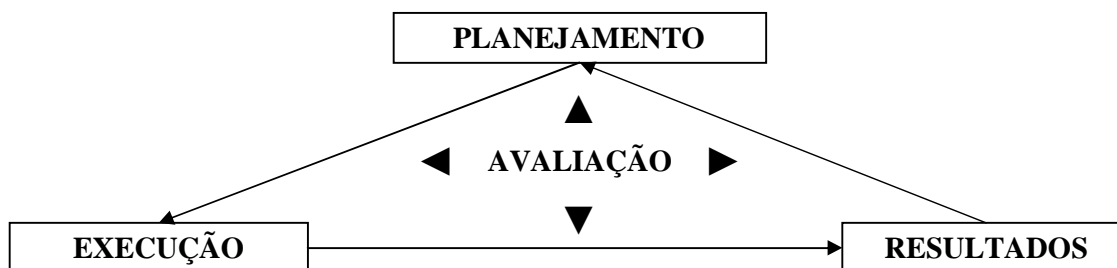 PLANEJAMENTO
AVALIAÇÃO
EXECUÇÃO
RESULTADOS